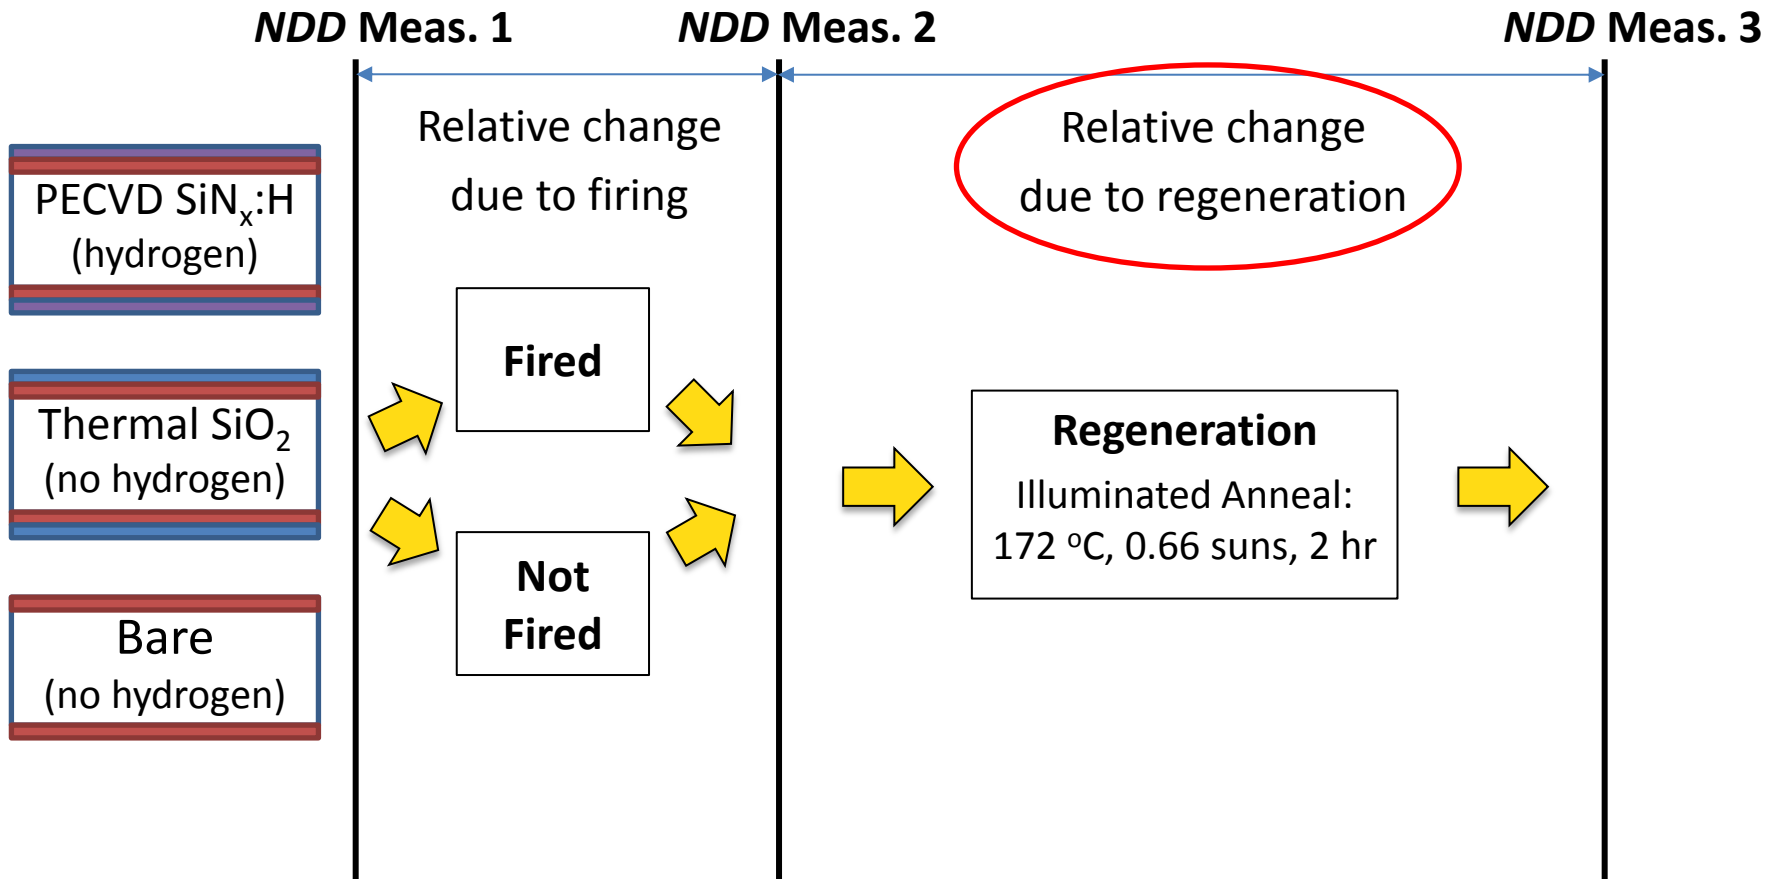 NDD Meas. 1
NDD Meas. 2
NDD Meas. 3
Relative change
due to firing
Relative change
due to regeneration
PECVD SiNₓ:H
(hydrogen)
Thermal SiO₂
(no hydrogen)
Bare
(no hydrogen)
Fired
Not
Fired
Regeneration
Illuminated Anneal:
172 ᵒC, 0.66 suns, 2 hr